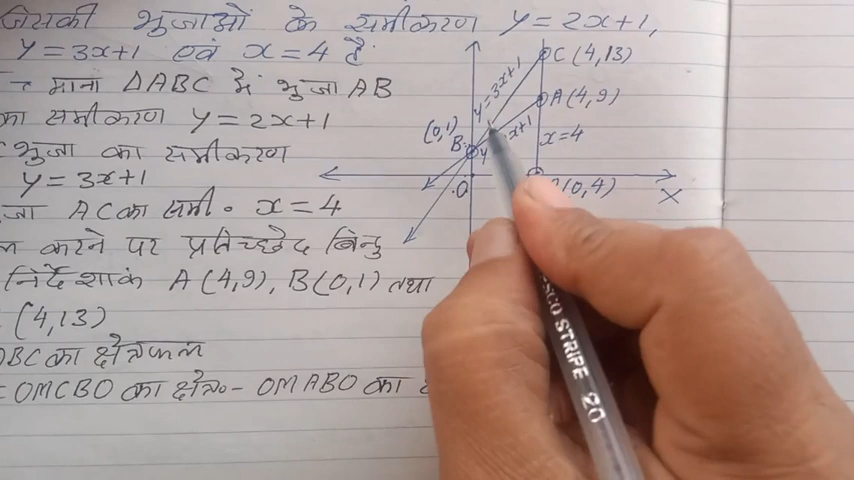 जिसकी भुजाओं के समीकरण y = 2x+1,
y = 3x+1 एवं x = 4 है
माना △ABC में भुजा AB
का समीकरण y = 2x+1
भुजा का समीकरण
y = 3x+1
AC का समी. x = 4
करने पर प्रतिच्छेद बिन्दु
निर्देशांक A(4,9), B(0,1) तथा
(4,13)
BC का क्षेत्रफल
OMCBO का क्षेत्र०- OMABO का
C(4,13)
y=3x+1
A(4,9)
(0,1)
B
x+1
x=4
O
(0,4)
X
STRIPE 20